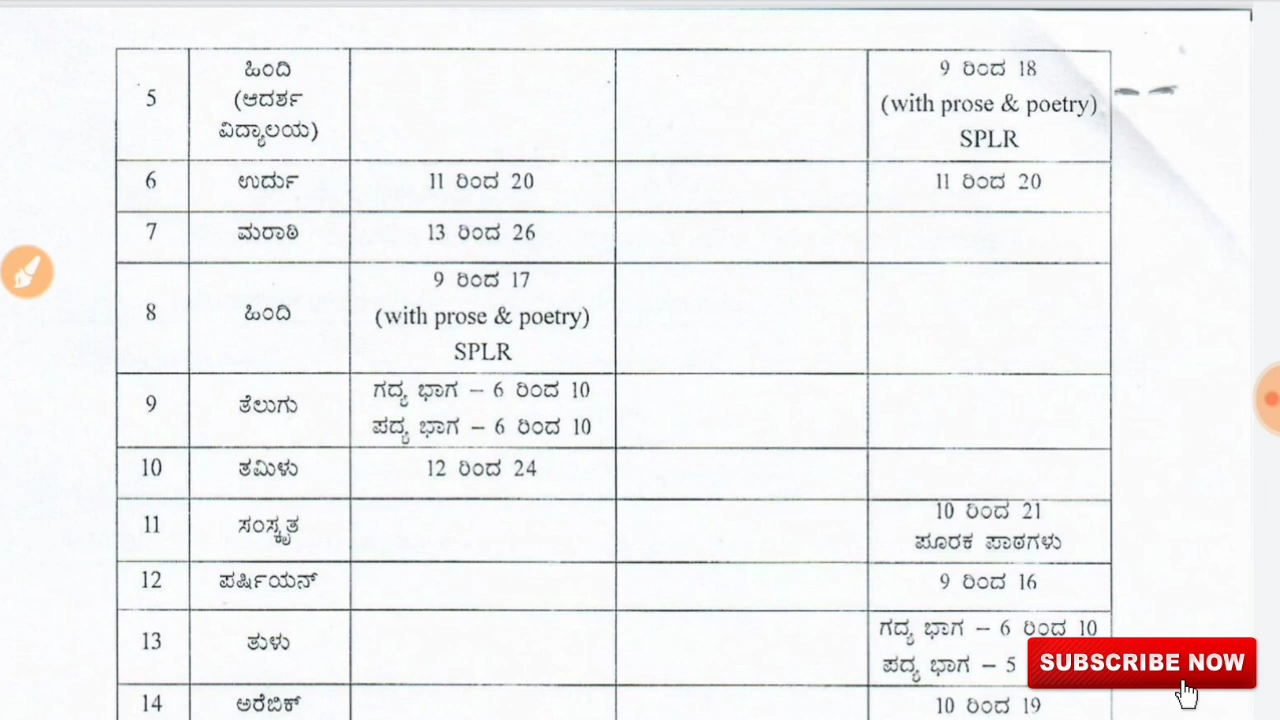 5 ಹಿಂದಿ (ಆದರ್ಶ ವಿದ್ಯಾಲಯ) 9 ರಿಂದ 18 (with prose & poetry) SPLR
6 ಉರ್ದು 11 ರಿಂದ 20 11 ರಿಂದ 20
7 ಮರಾಠಿ 13 ರಿಂದ 26
8 ಹಿಂದಿ 9 ರಿಂದ 17 (with prose & poetry) SPLR
9 ತೆಲುಗು ಗದ್ಯ ಭಾಗ – 6 ರಿಂದ 10 ಪದ್ಯ ಭಾಗ – 6 ರಿಂದ 10
10 ತಮಿಳು 12 ರಿಂದ 24
11 ಸಂಸ್ಕೃತ 10 ರಿಂದ 21 ಪೂರಕ ಪಾಠಗಳು
12 ಪರ್ಷಿಯನ್ 9 ರಿಂದ 16
13 ತುಳು ಗದ್ಯ ಭಾಗ – 6 ರಿಂದ 10 ಪದ್ಯ ಭಾಗ – 5
SUBSCRIBE NOW
14 ಅರೆಬಿಕ್ 10 ರಿಂದ 19